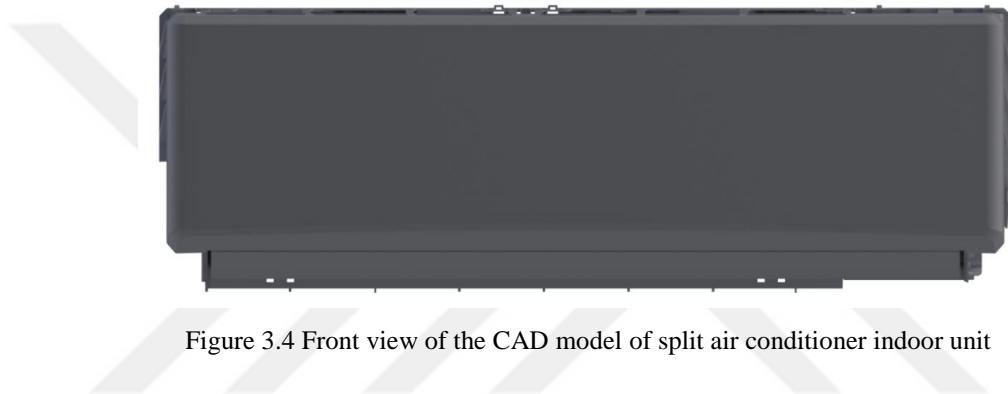 Figure 3.4 Front view of the CAD model of split air conditioner indoor unit